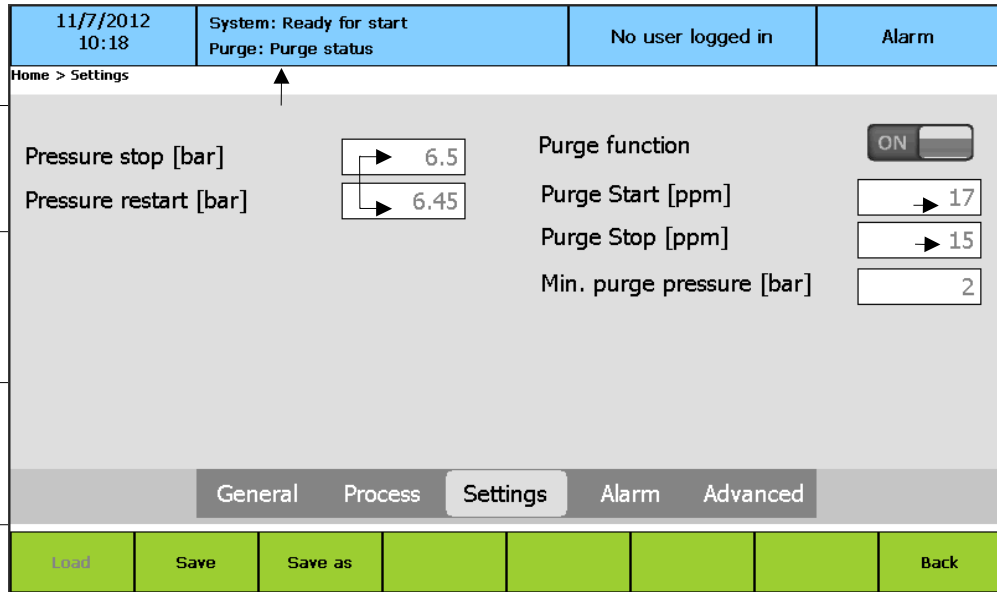 11/7/2012
10:18
System: Ready for start
Purge: Purge status
No user logged in
Alarm
Home > Settings
Pressure stop [bar] 6.5
Pressure restart [bar] 6.45
Purge function ON
Purge Start [ppm] 17
Purge Stop [ppm] 15
Min. purge pressure [bar] 2
General Process Settings Alarm Advanced
Load Save Save as Back